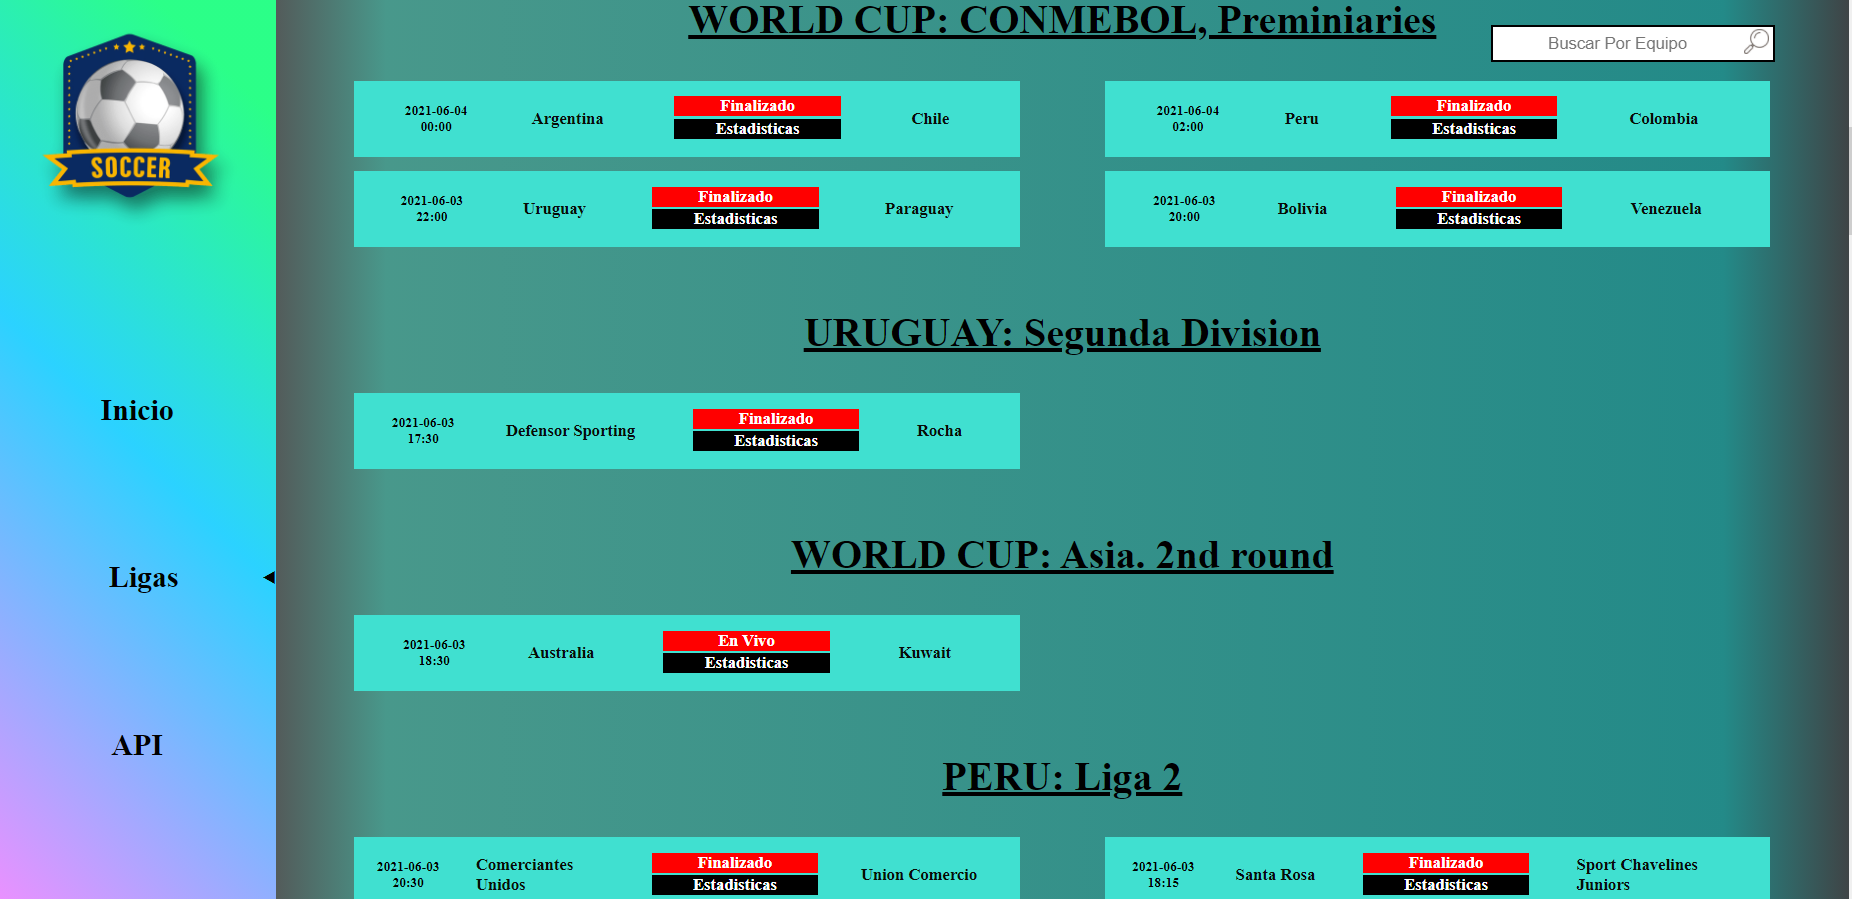 SOCCER
Inicio
Ligas
API
Buscar Por Equipo
WORLD CUP: CONMEBOL, Preminiaries
2021-06-04
00:00
Argentina
Finalizado
Estadisticas
Chile
2021-06-04
02:00
Peru
Finalizado
Estadisticas
Colombia
2021-06-03
22:00
Uruguay
Finalizado
Estadisticas
Paraguay
2021-06-03
20:00
Bolivia
Finalizado
Estadisticas
Venezuela
URUGUAY: Segunda Division
2021-06-03
17:30
Defensor Sporting
Finalizado
Estadisticas
Rocha
WORLD CUP: Asia. 2nd round
2021-06-03
18:30
Australia
En Vivo
Estadisticas
Kuwait
PERU: Liga 2
2021-06-03
20:30
Comerciantes
Unidos
Finalizado
Estadisticas
Union Comercio
2021-06-03
18:15
Santa Rosa
Finalizado
Estadisticas
Sport Chavelines
Juniors